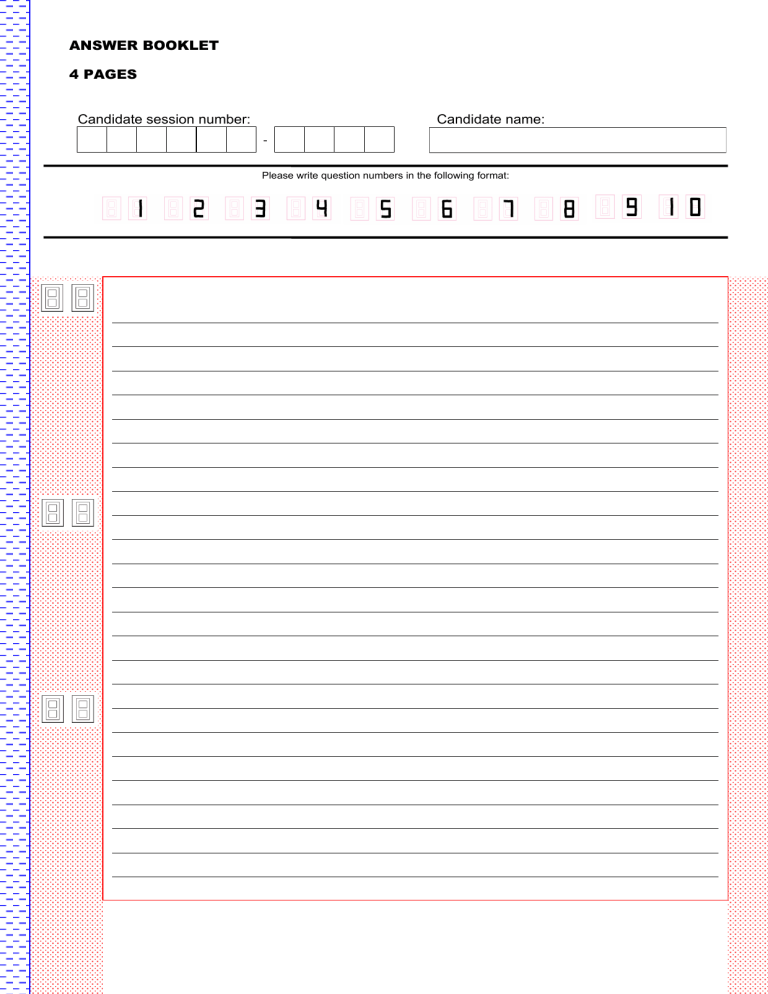 ANSWER BOOKLET
4 PAGES
Candidate session number: Candidate name:
-
Please write question numbers in the following format:
1 2 3 4 5 6 7 8 9 10